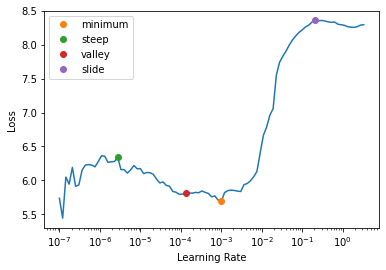 minimum
steep
valley
slide
Loss
8.5
8.0
7.5
7.0
6.5
6.0
5.5
10⁻⁷ 10⁻⁶ 10⁻⁵ 10⁻⁴ 10⁻³ 10⁻² 10⁻¹ 10⁰
Learning Rate